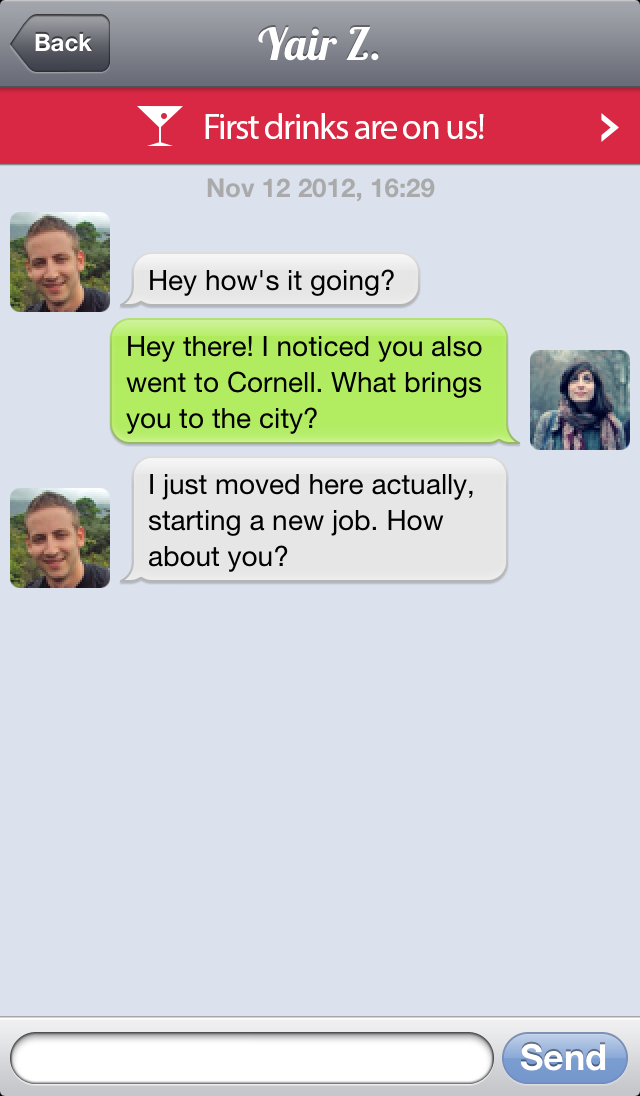 Back
Yair Z.
First drinks are on us!
Nov 12 2012, 16:29
Hey how's it going?
Hey there! I noticed you also
went to Cornell. What brings
you to the city?
I just moved here actually,
starting a new job. How
about you?
Send